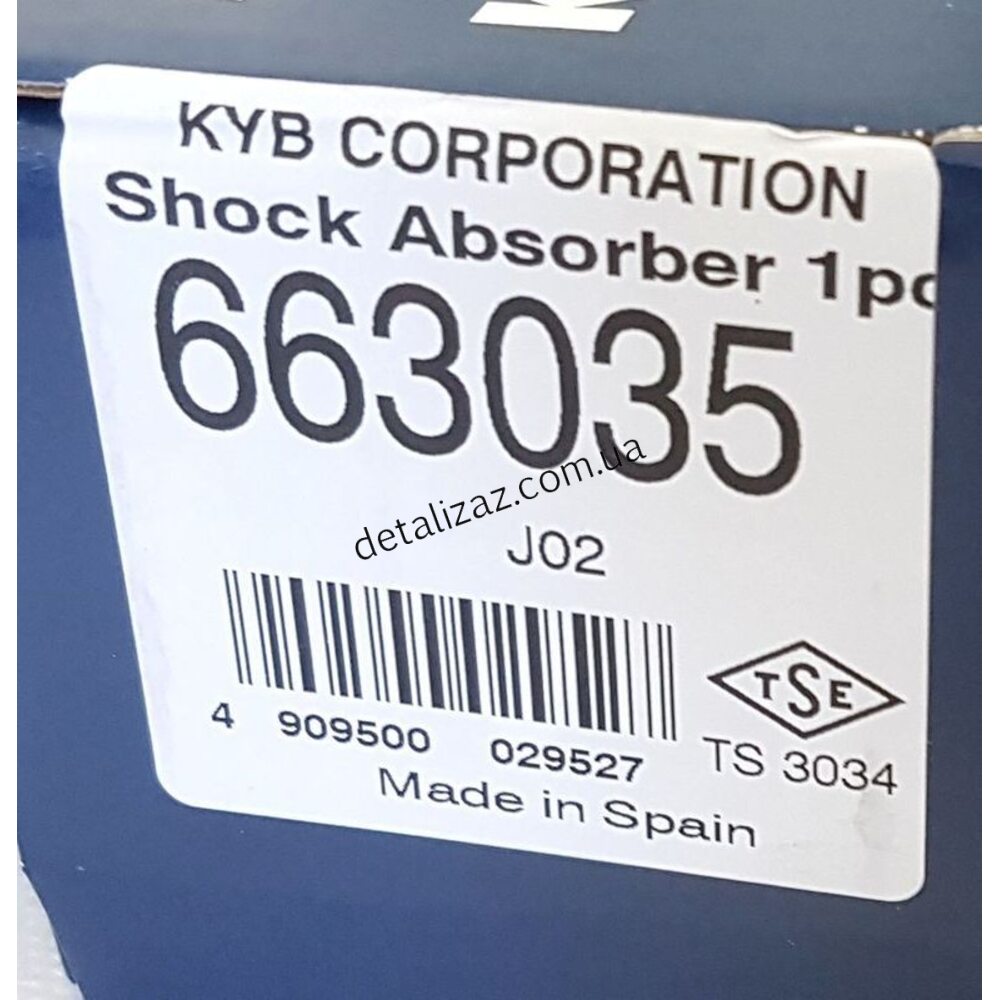 KYB CORPORATION
Shock Absorber 1pc
663035
detalizaz.com.ua
J02
4 909500 029527
TSE
TS 3034
Made in Spain